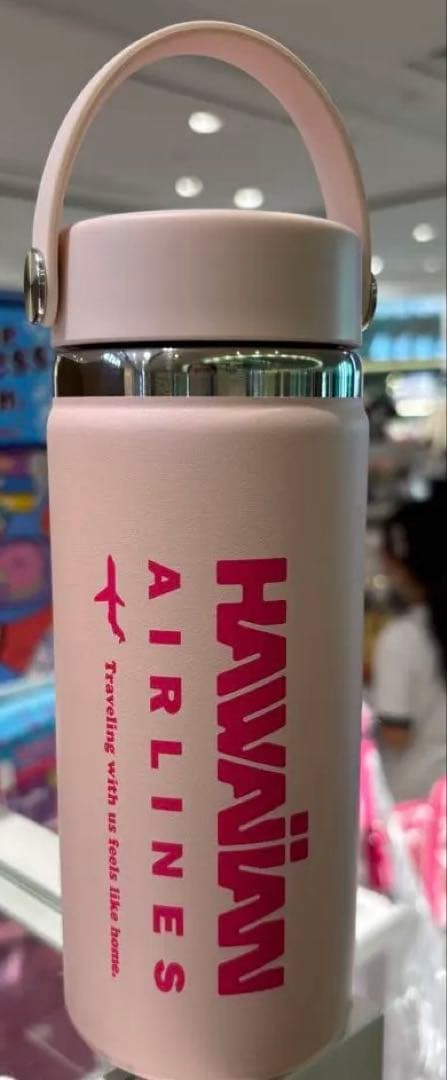 HAWAiiAN
AIRLINES
Traveling with us feels like home.